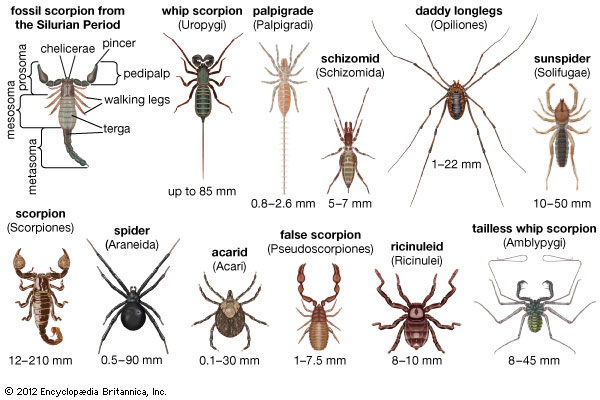 fossil scorpion from
the Silurian Period
chelicerae
pincer
prosoma
pedipalp
mesosoma
walking legs
terga
metasoma
whip scorpion
(Uropygi)
up to 85 mm
palpigrade
(Palpigradi)
0.8–2.6 mm
schizomid
(Schizomida)
5–7 mm
daddy longlegs
(Opiliones)
1–22 mm
sunspider
(Solifugae)
10–50 mm
scorpion
(Scorpiones)
12–210 mm
spider
(Araneida)
0.5–90 mm
acarid
(Acari)
0.1–30 mm
false scorpion
(Pseudoscorpiones)
1–7.5 mm
ricinuleid
(Ricinulei)
8–10 mm
tailless whip scorpion
(Amblypygi)
8–45 mm
© 2012 Encyclopædia Britannica, Inc.